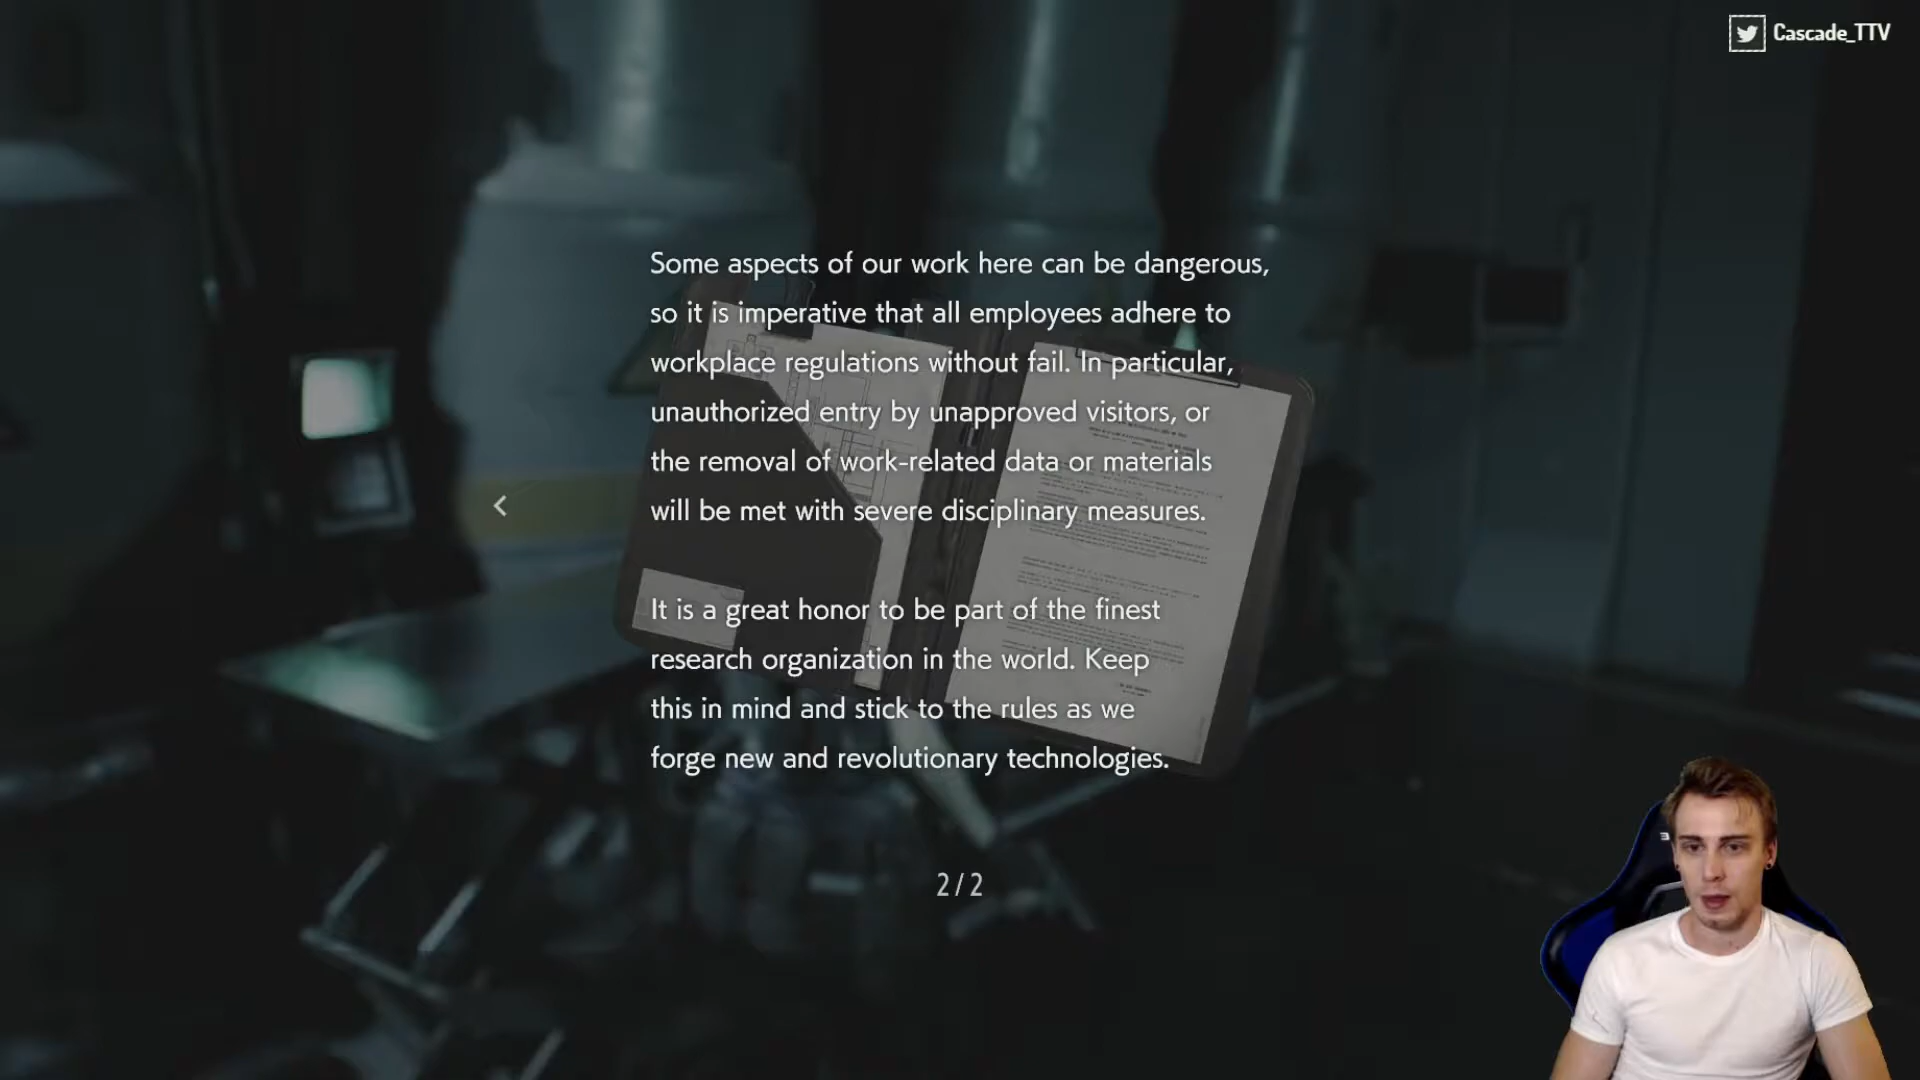 Cascade_TTV
Some aspects of our work here can be dangerous,
so it is imperative that all employees adhere to
workplace regulations without fail. In particular,
unauthorized entry by unapproved visitors, or
the removal of work-related data or materials
will be met with severe disciplinary measures.
It is a great honor to be part of the finest
research organization in the world. Keep
this in mind and stick to the rules as we
forge new and revolutionary technologies.
2/2